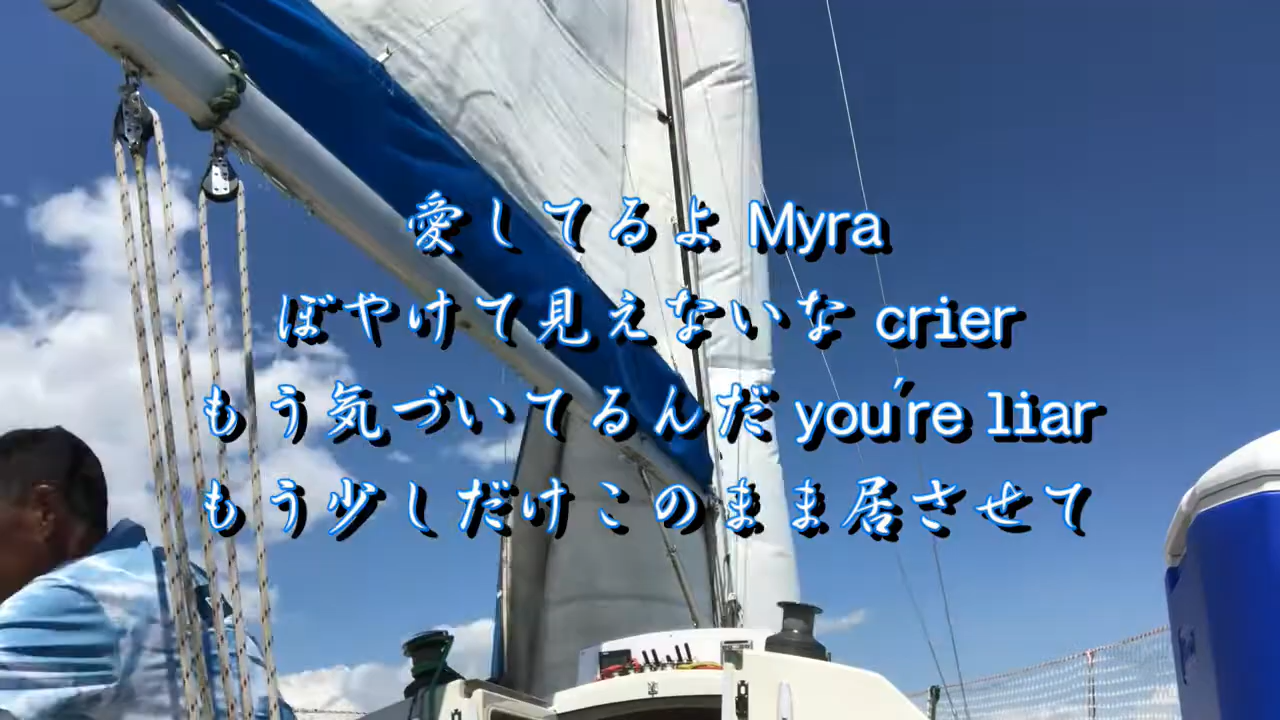 愛してるよ Myra
ぼやけて見えないな crier
もう気づいてるんだ you're liar
もう少しだけこのまま居させて